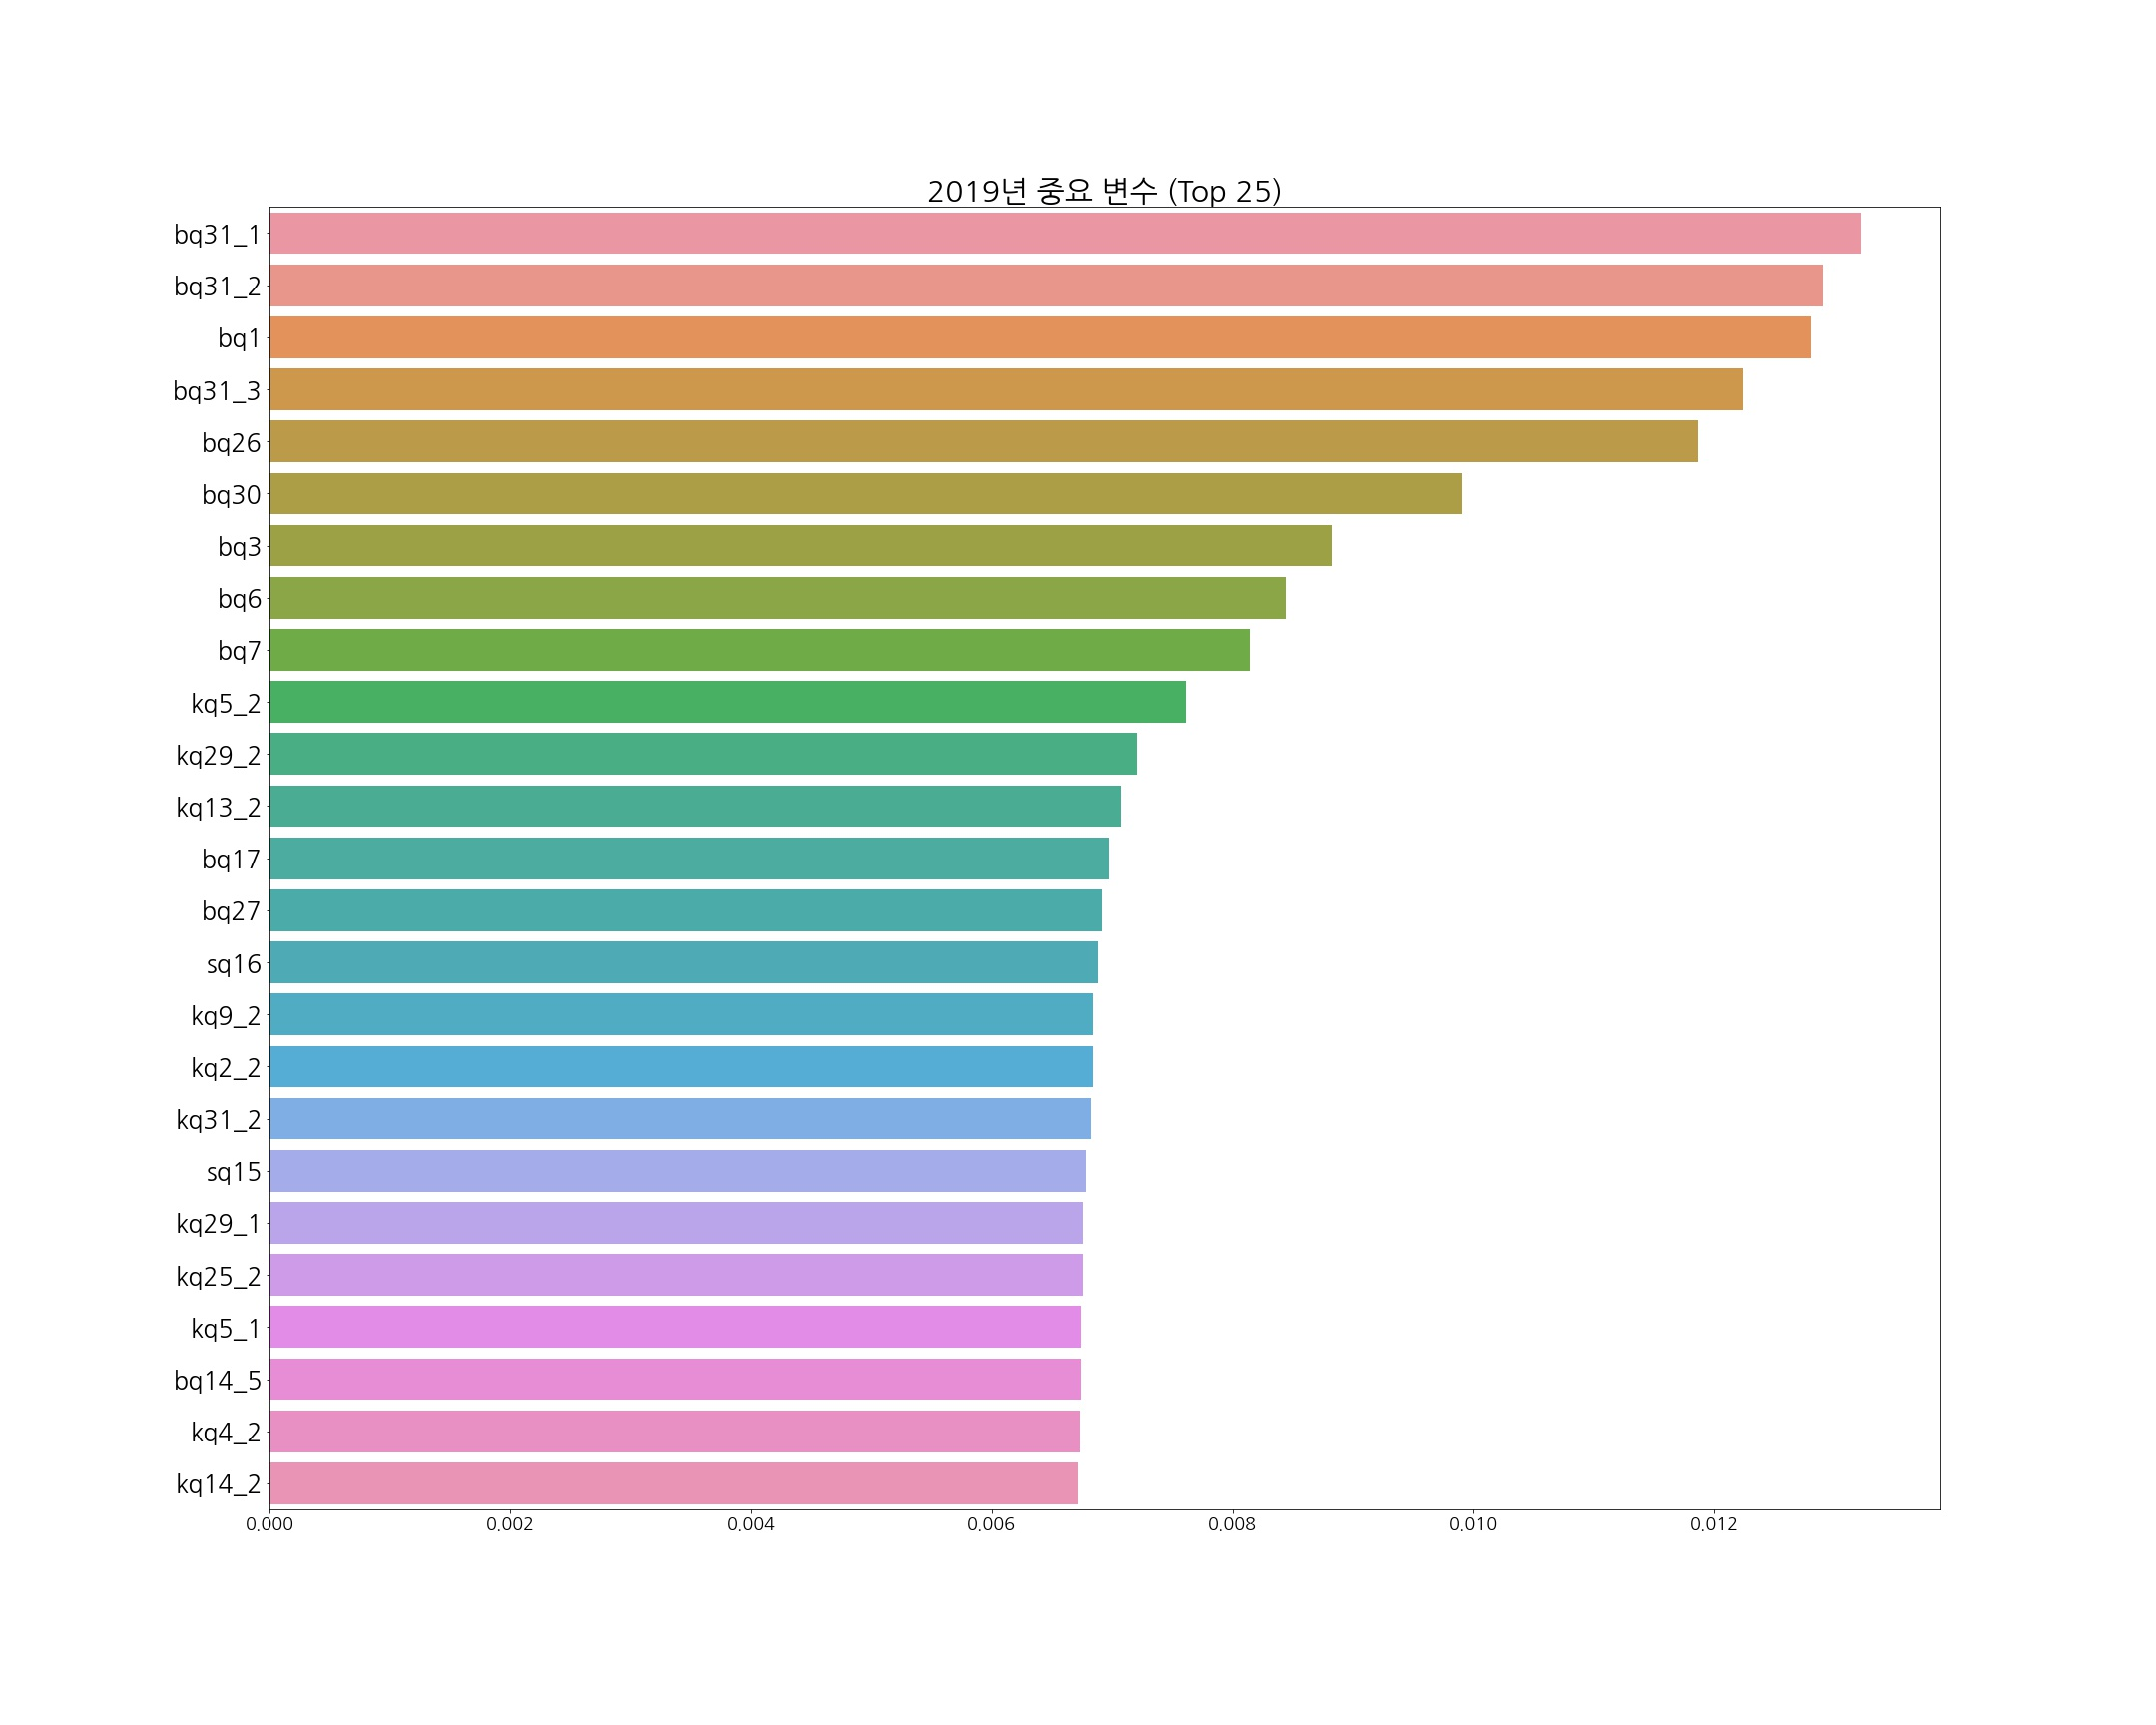 2019년 중요 변수 (Top 25)
bq31_1
bq31_2
bq1
bq31_3
bq26
bq30
bq3
bq6
bq7
kq5_2
kq29_2
kq13_2
bq17
bq27
sq16
kq9_2
kq2_2
kq31_2
sq15
kq29_1
kq25_2
kq5_1
bq14_5
kq4_2
kq14_2
0.000 0.002 0.004 0.006 0.008 0.010 0.012